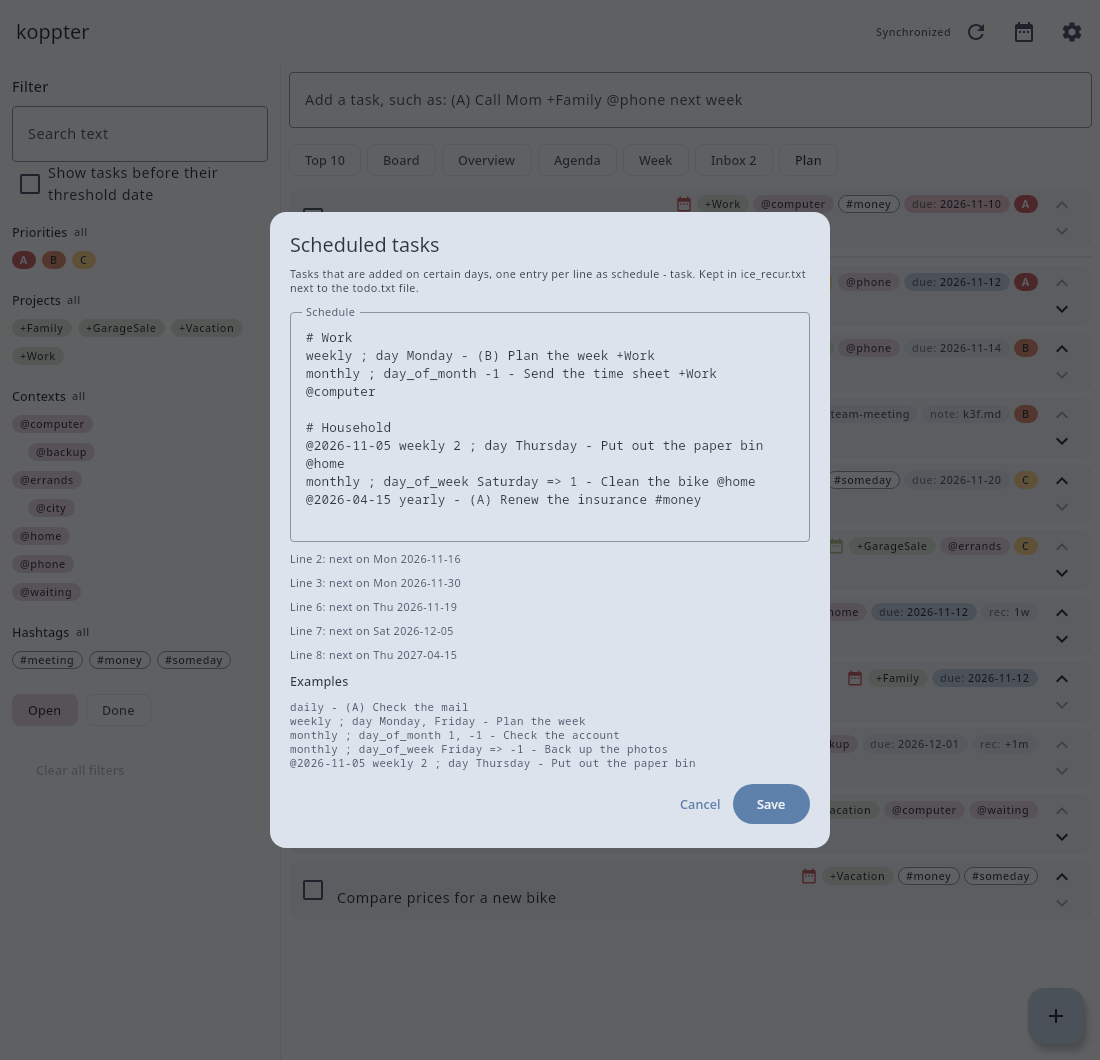 koppter
Synchronized
Filter
Search text
Show tasks before their
threshold date
Priorities all
A B C
Projects all
+Family +GarageSale +Vacation
+Work
Contexts all
@computer
@backup
@errands
@city
@home
@phone
@waiting
Hashtags all
#meeting #money #someday
Open Done
Clear all filters
Add a task, such as: (A) Call Mom +Family @phone next week
Top 10 Board Overview Agenda Week Inbox 2 Plan
+Work @computer #money due: 2026-11-10 A
@phone due: 2026-11-12 A
@phone due: 2026-11-14 B
team-meeting note: k3f.md B
#someday due: 2026-11-20 C
+GarageSale @errands C
due: 2026-11-12 rec: 1w
+Family due: 2026-11-12
due: 2026-12-01 rec: +1m
@computer @waiting
+Vacation #money #someday
Compare prices for a new bike
Scheduled tasks
Tasks that are added on certain days, one entry per line as schedule - task. Kept in ice_recur.txt
next to the todo.txt file.
Schedule
# Work
weekly ; day Monday - (B) Plan the week +Work
monthly ; day_of_month -1 - Send the time sheet +Work
@computer
# Household
@2026-11-05 weekly 2 ; day Thursday - Put out the paper bin
@home
monthly ; day_of_week Saturday => 1 - Clean the bike @home
@2026-04-15 yearly - (A) Renew the insurance #money
Line 2: next on Mon 2026-11-16
Line 3: next on Mon 2026-11-30
Line 6: next on Thu 2026-11-19
Line 7: next on Sat 2026-12-05
Line 8: next on Thu 2027-04-15
Examples
daily - (A) Check the mail
weekly ; day Monday, Friday - Plan the week
monthly ; day_of_month 1, -1 - Check the account
monthly ; day_of_week Friday => -1 - Back up the photos
@2026-11-05 weekly 2 ; day Thursday - Put out the paper bin
Cancel Save